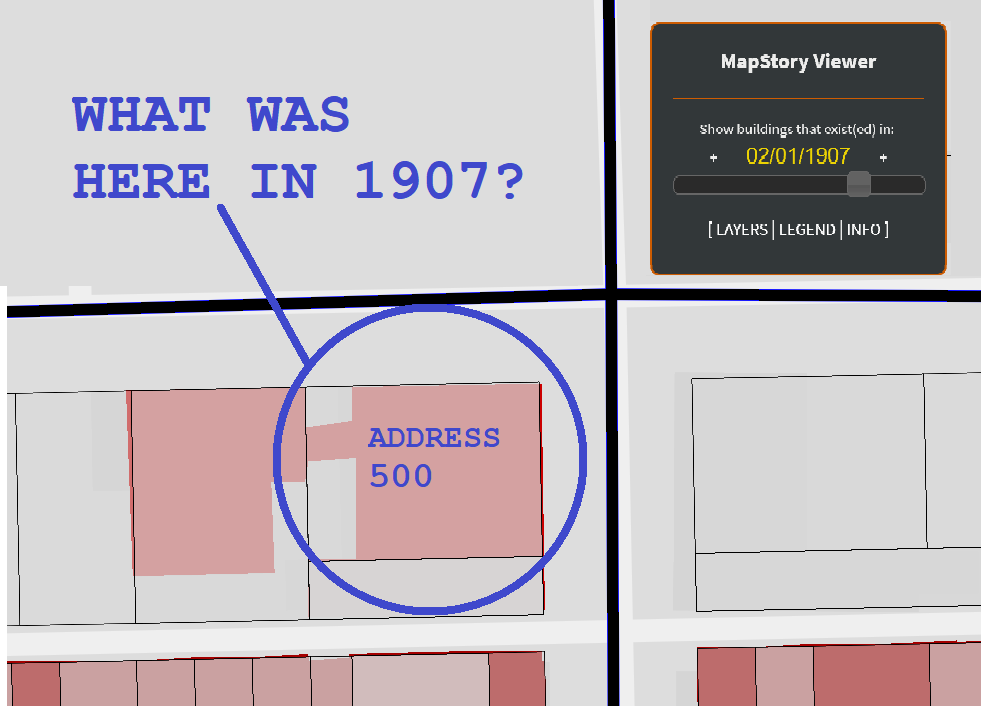 WHAT WAS
HERE IN 1907?
MapStory Viewer
Show buildings that exist(ed) in:
+ 02/01/1907 +
[ LAYERS | LEGEND | INFO ]
ADDRESS
500